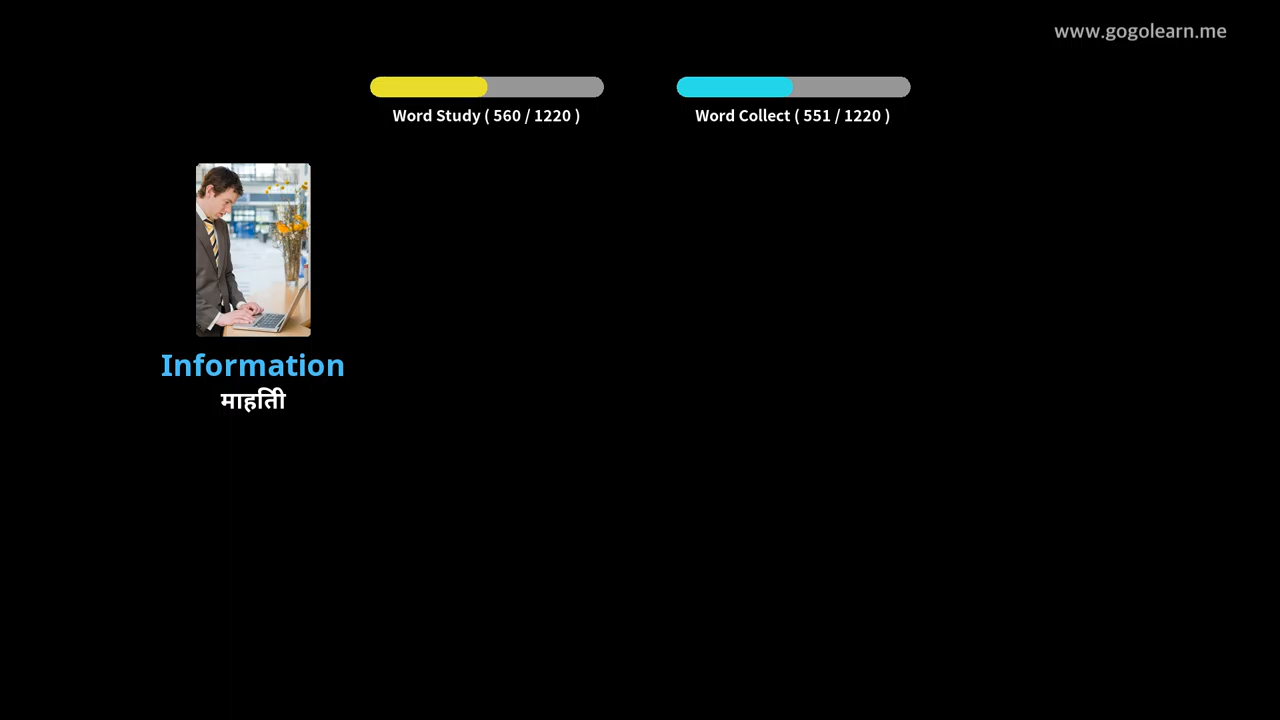 www.gogolearn.me
Word Study ( 560 / 1220 )
Word Collect ( 551 / 1220 )
Information
माहिती